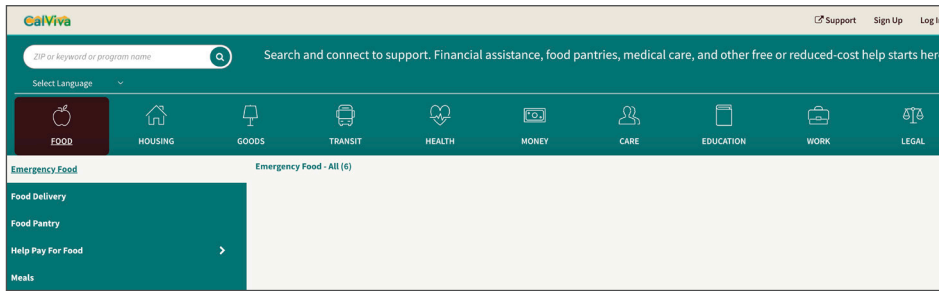 CalViva
Support Sign Up Log I
ZIP or keyword or program name
Search and connect to support. Financial assistance, food pantries, medical care, and other free or reduced-cost help starts her
Select Language
FOOD HOUSING GOODS TRANSIT HEALTH MONEY CARE EDUCATION WORK LEGAL
Emergency Food
Emergency Food - All (6)
Food Delivery
Food Pantry
Help Pay For Food
Meals